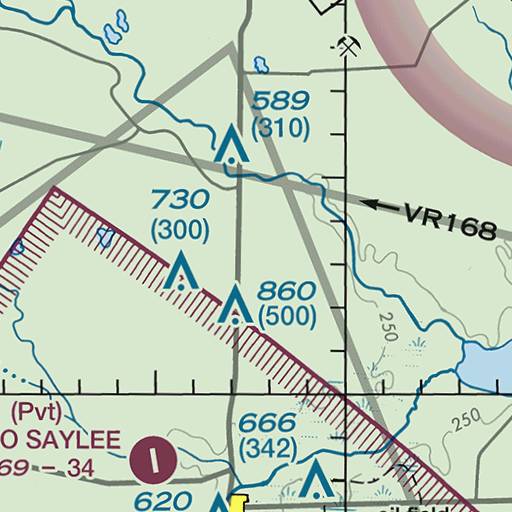 589
(310)
730
(300)
VR168
860
(500)
250
(Pvt)
O SAYLEE
69 – 34
I
666
(342)
250
620
oil field